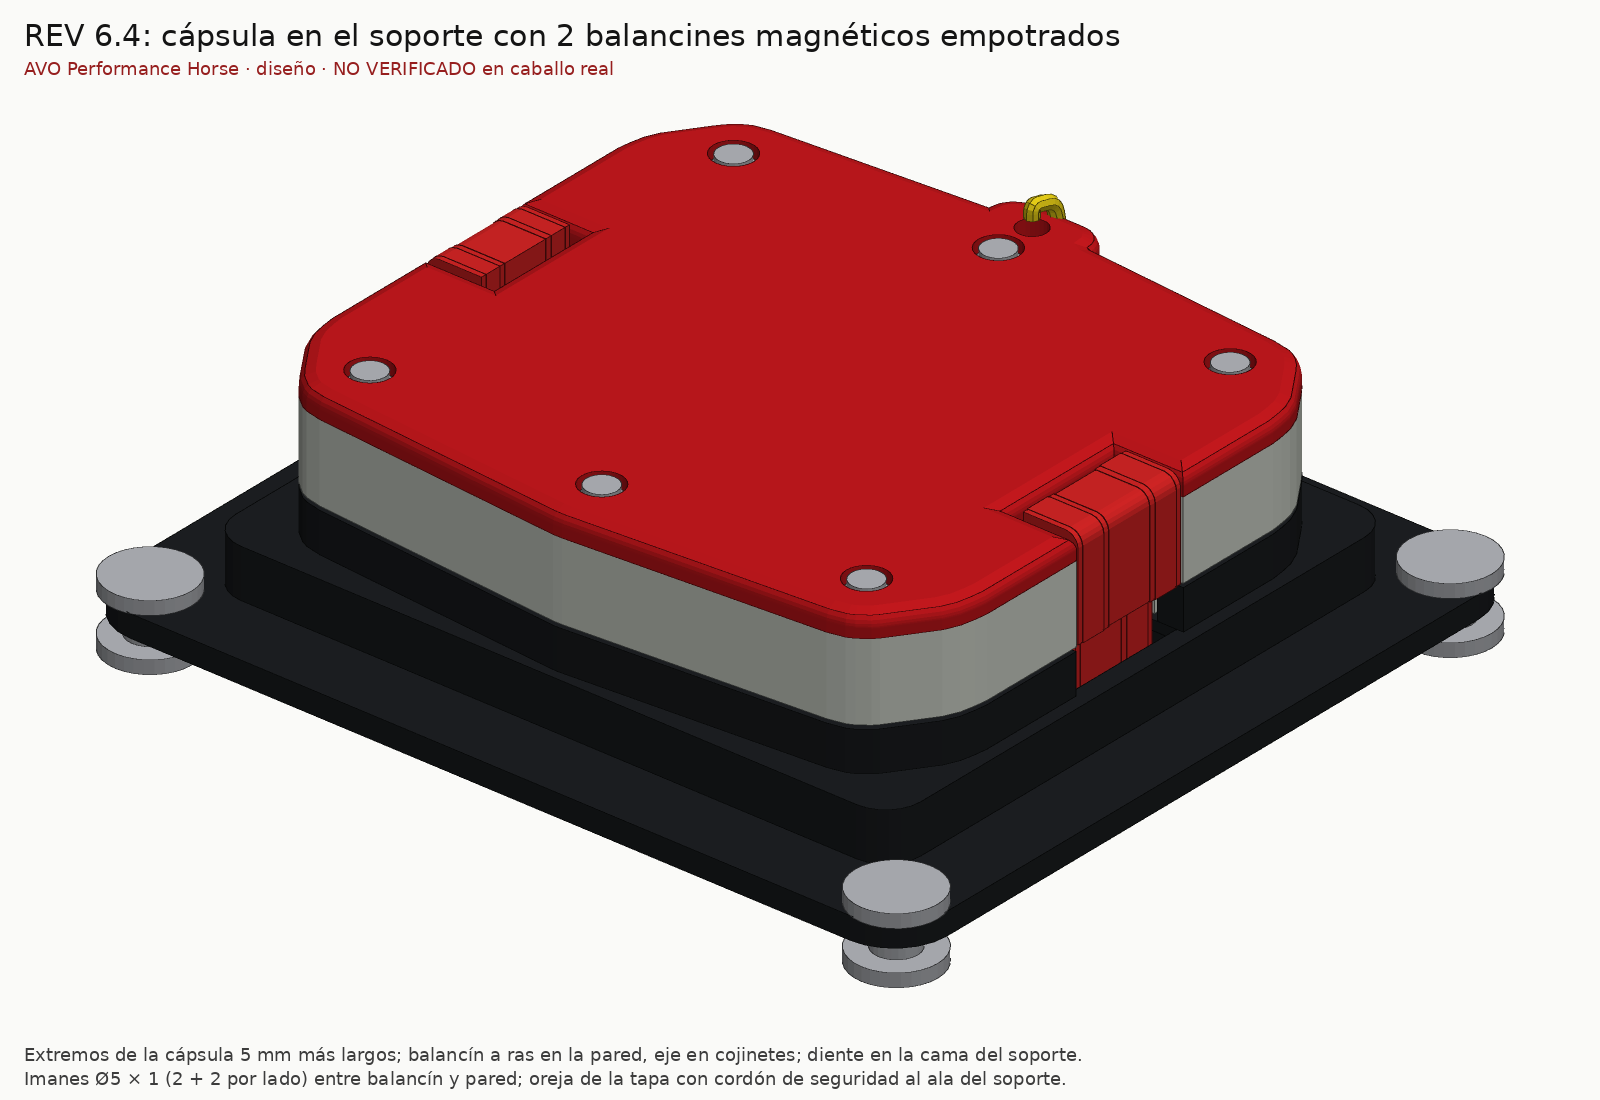 REV 6.4: cápsula en el soporte con 2 balancines magnéticos empotrados
AVO Performance Horse · diseño · NO VERIFICADO en caballo real
Extremos de la cápsula 5 mm más largos; balancín a ras en la pared, eje en cojinetes; diente en la cama del soporte.
Imanes Ø5 × 1 (2 + 2 por lado) entre balancín y pared; oreja de la tapa con cordón de seguridad al ala del soporte.